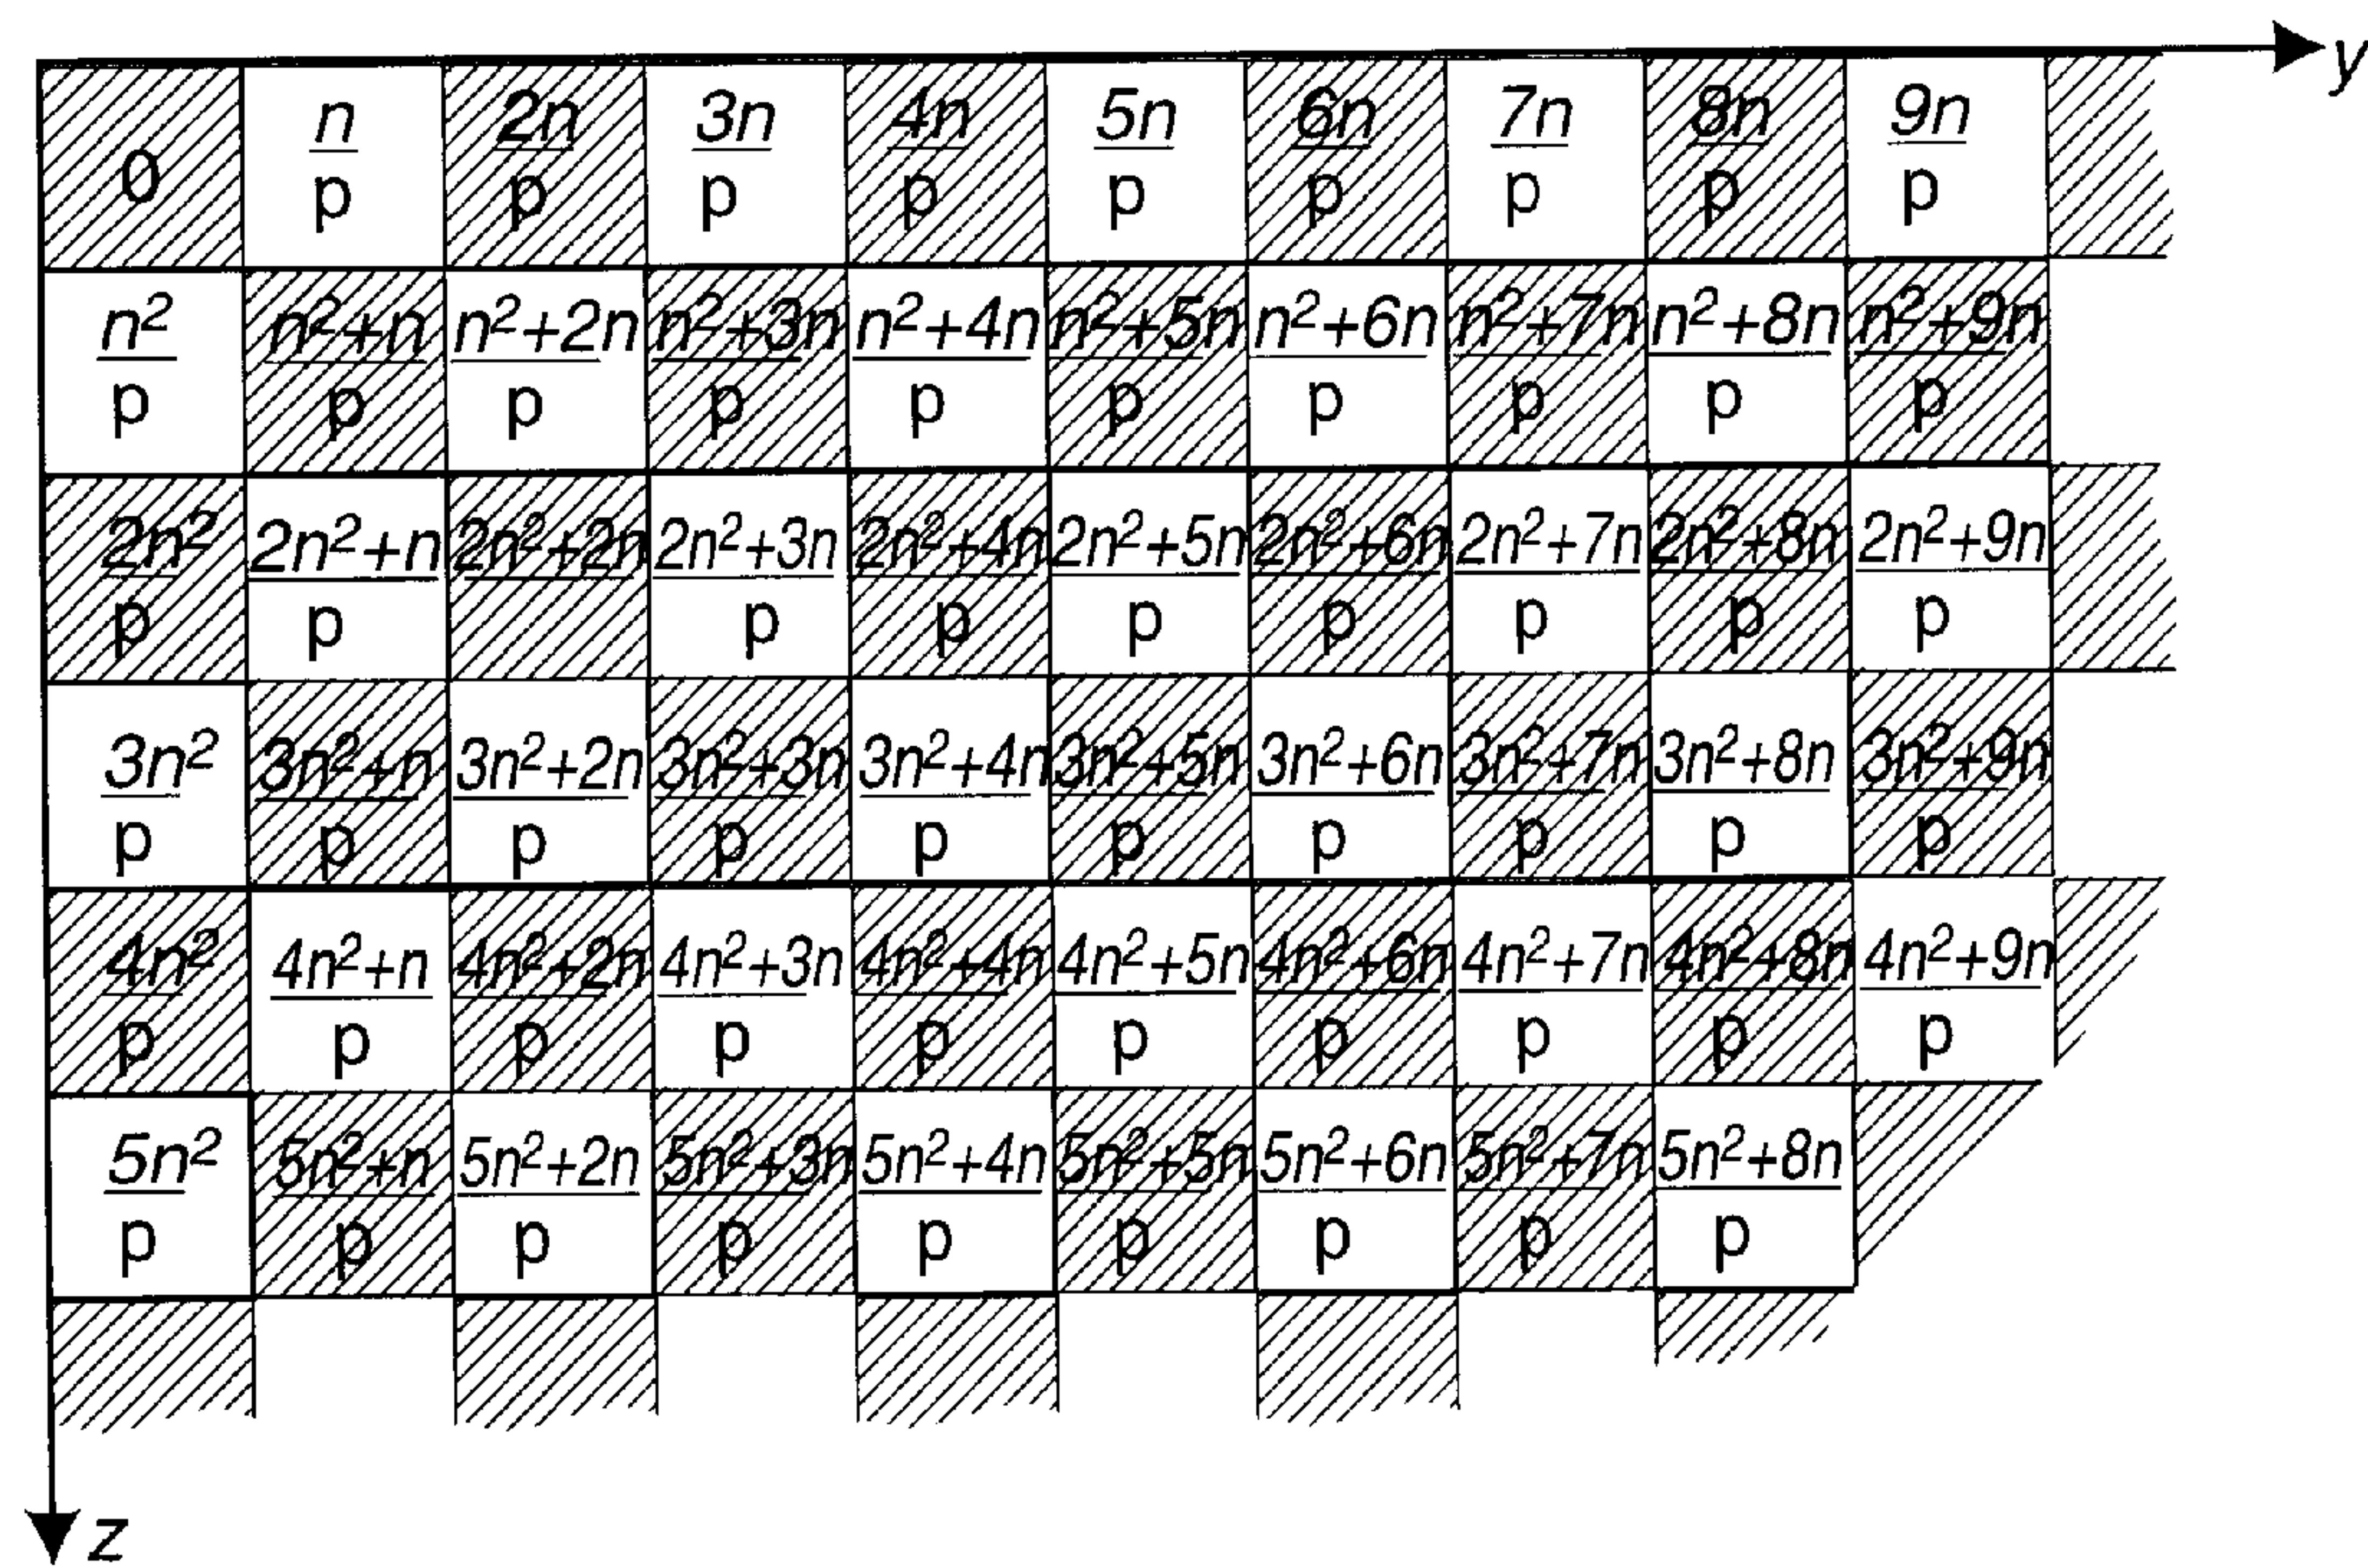 y
0 n/p 2n/p 3n/p 4n/p 5n/p 6n/p 7n/p 8n/p 9n/p
n²/p n²+n/p n²+2n/p n²+3n/p n²+4n/p n²+5n/p n²+6n/p n²+7n/p n²+8n/p n²+9n/p
2n²/p 2n²+n/p 2n²+2n 2n²+3n/p 2n²+4n/p 2n²+5n/p 2n²+6n/p 2n²+7n/p 2n²+8n/p 2n²+9n/p
3n²/p 3n²+n/p 3n²+2n/p 3n²+3n/p 3n²+4n/p 3n²+5n/p 3n²+6n/p 3n²+7n/p 3n²+8n/p 3n²+9n/p
4n²/p 4n²+n/p 4n²+2n/p 4n²+3n/p 4n²+4n/p 4n²+5n/p 4n²+6n/p 4n²+7n/p 4n²+8n/p 4n²+9n/p
5n²/p 5n²+n/p 5n²+2n/p 5n²+3n/p 5n²+4n/p 5n²+5n/p 5n²+6n/p 5n²+7n/p 5n²+8n/p
z